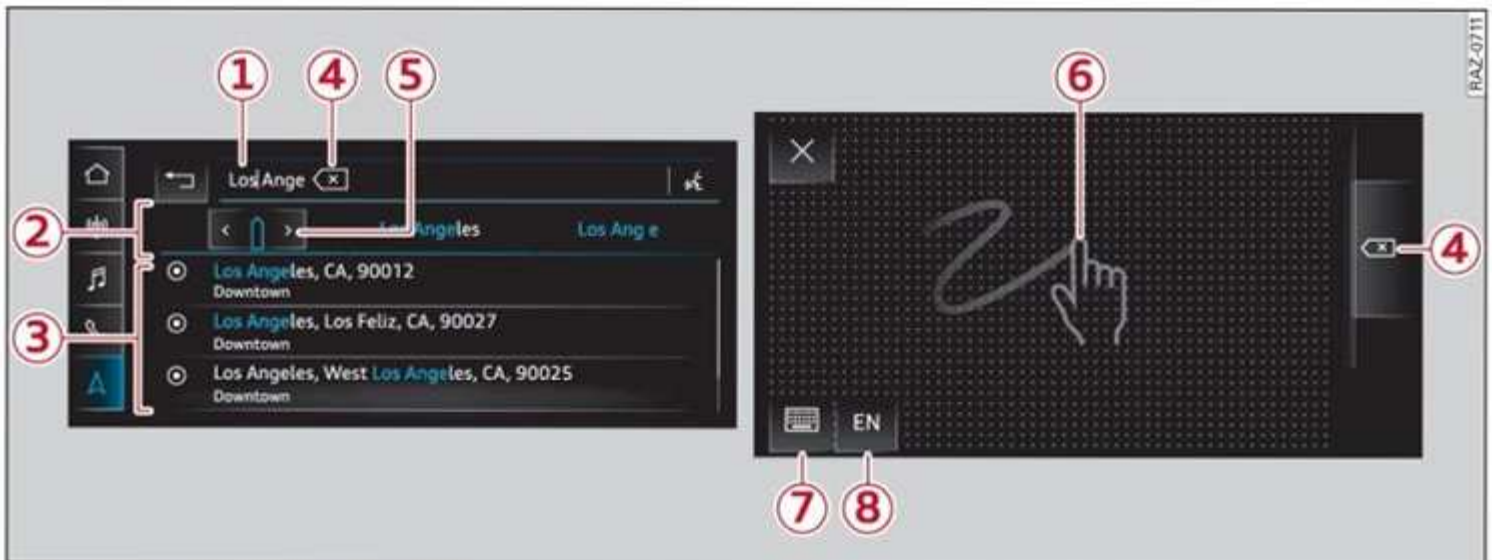 RAZ-0711
1 4 5
Los Ange
2
Los Angeles Los Ang e
3
Los Angeles, CA, 90012
Downtown
Los Angeles, Los Feliz, CA, 90027
Downtown
Los Angeles, West Los Angeles, CA, 90025
Downtown
6
4
EN
7 8